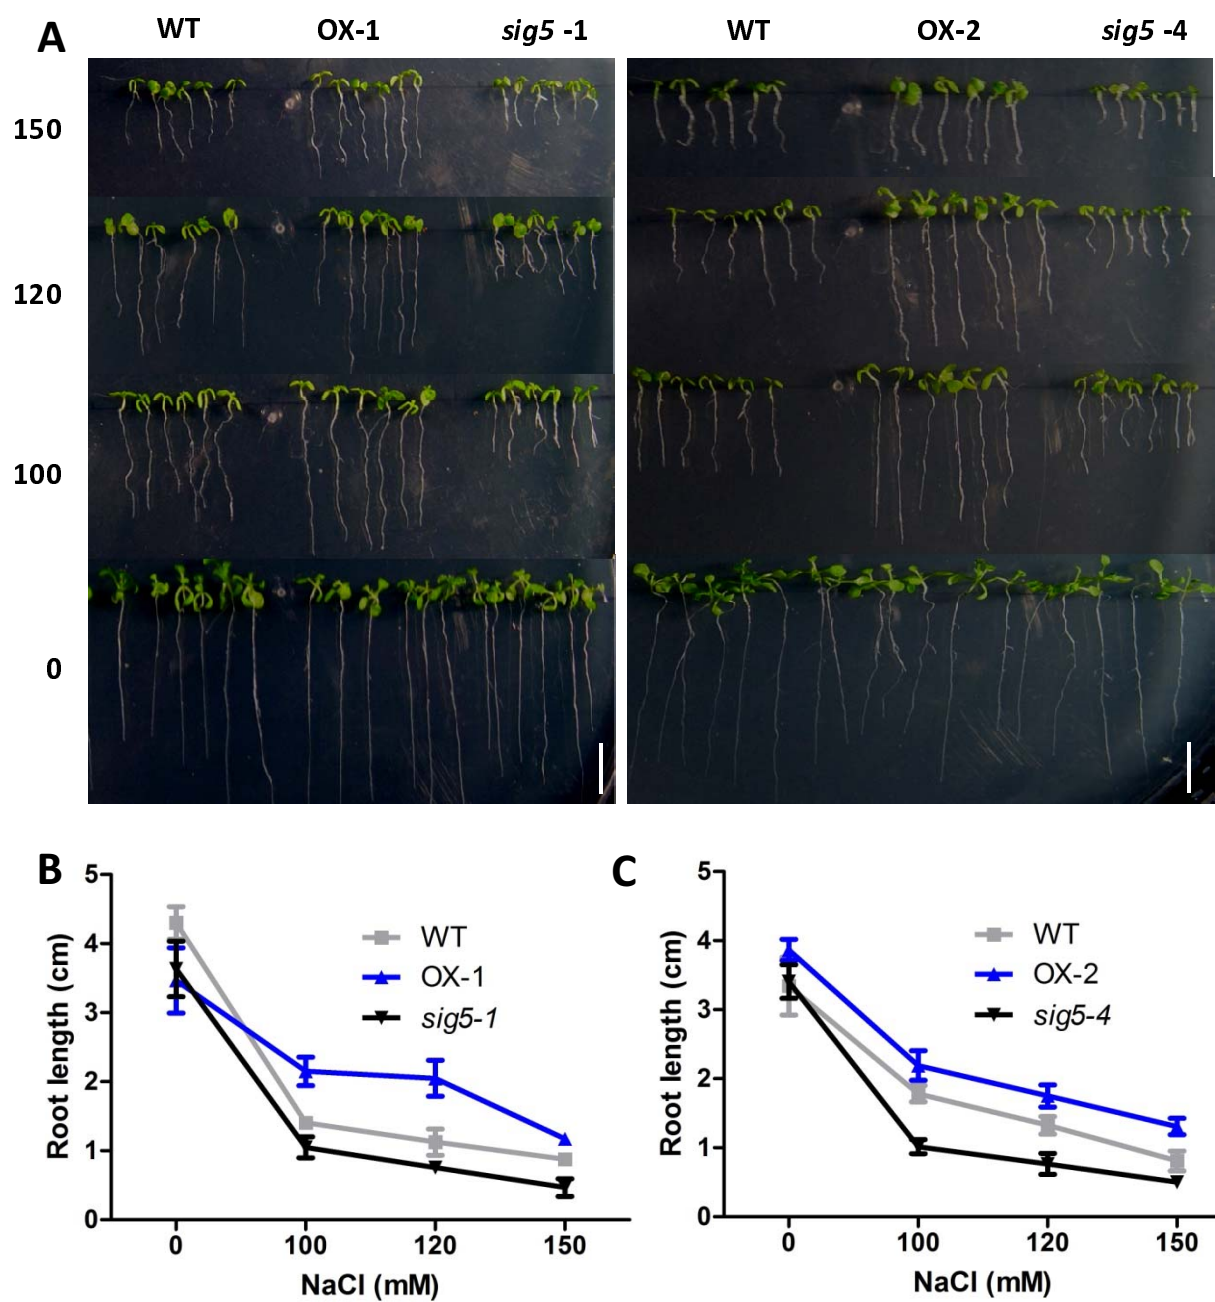 A
WT OX-1 sig5 -1 WT OX-2 sig5 -4
150
120
100
0
B
5
4
3
2
1
0
Root length (cm)
WT
OX-1
sig5-1
0 100 120 150
NaCl (mM)
C
5
4
3
2
1
0
Root length (cm)
WT
OX-2
sig5-4
0 100 120 150
NaCl (mM)